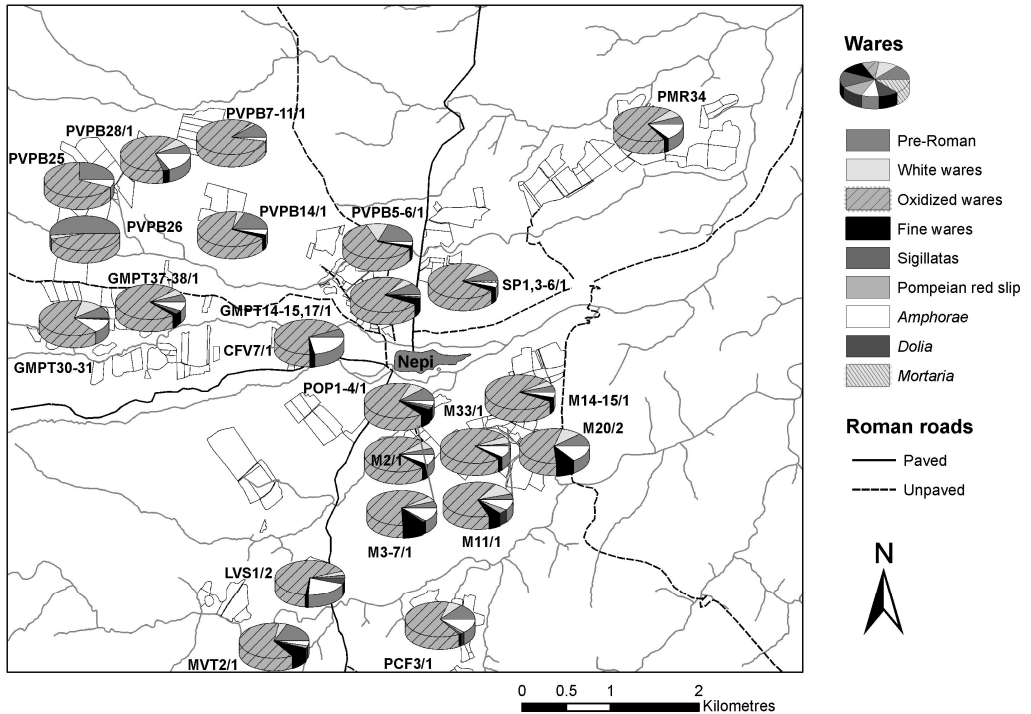 PMR34
PVPB7-11/1
PVPB28/1
PVPB25
PVPB14/1
PVPB5-6/1
PVPB26
GMPT37-38/1
SP1,3-6/1
GMPT14-15,17/1
CFV7/1
GMPT30-31
Nepi
POP1-4/1
M33/1
M14-15/1
M20/2
M2/1
M3-7/1
M11/1
LVS1/2
MVT2/1
PCF3/1
Wares
Pre-Roman
White wares
Oxidized wares
Fine wares
Sigillatas
Pompeian red slip
Amphorae
Dolia
Mortaria
Roman roads
Paved
Unpaved
N
0 0.5 1 2
Kilometres